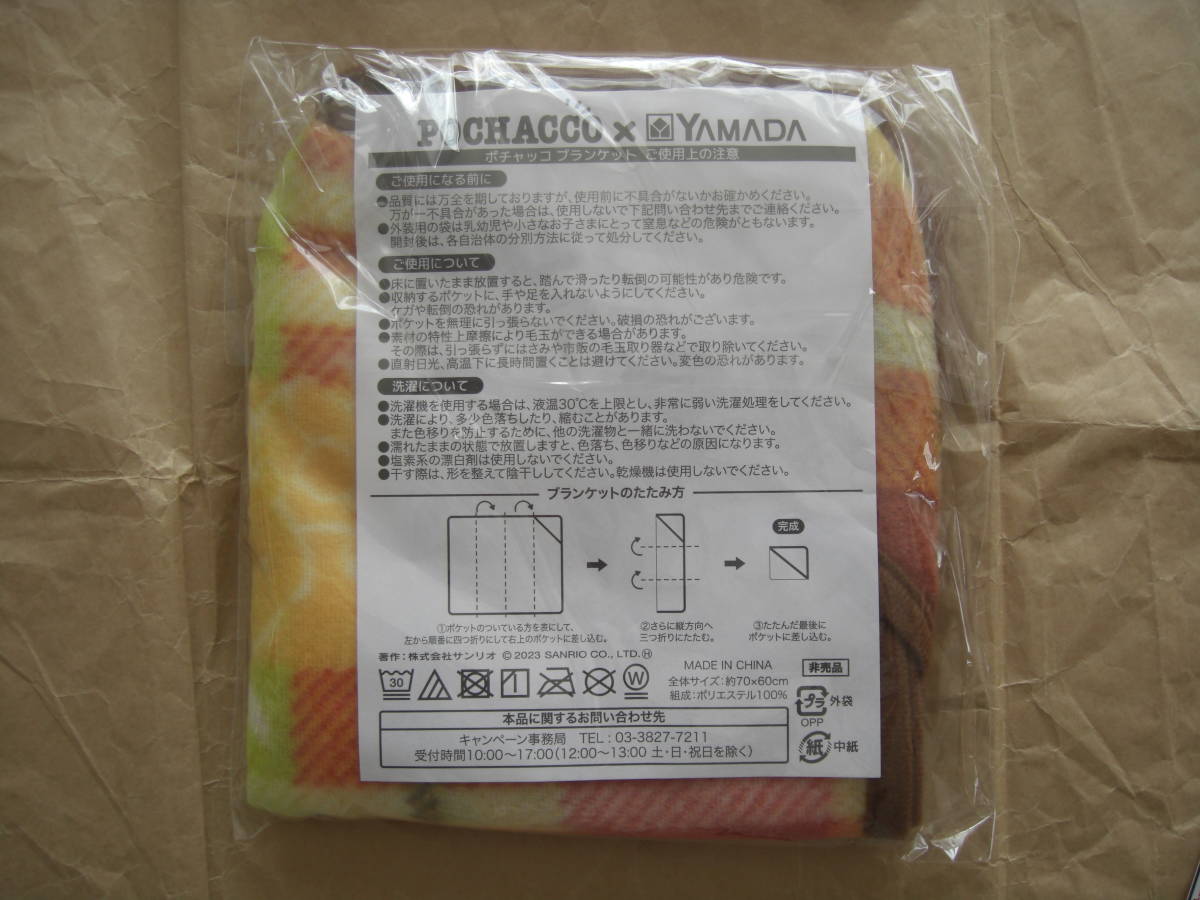 POCHACCO × YAMADA
ポチャッコ ブランケット ご使用上の注意
ご使用になる前に
●品質には万全を期しておりますが、使用前に不具合がないかお確かめください。
万が一不具合があった場合は、使用しないで下記問い合わせ先までご連絡ください。
●外装用の袋は乳幼児や小さなお子さまにとって窒息などの危険がともないます。
開封後は、各自治体の分別方法に従って処分してください。
ご使用について
●床に置いたまま放置すると、踏んで滑ったり転倒の可能性があり危険です。
●収納するポケットに、手や足を入れないようにしてください。
ケガや転倒の恐れがあります。
●ポケットを無理に引っ張らないでください。破損の恐れがございます。
●素材の特性上摩擦により毛玉ができる場合があります。
その際は、引っ張らずにはさみや市販の毛玉取り器などで取り除いてください。
●直射日光、高温下に長時間置くことは避けてください。変色の恐れがあります。
洗濯について
●洗濯機を使用する場合は、液温30℃を上限とし、非常に弱い洗濯処理をしてください。
●洗濯により、多少色落ちしたり、縮むことがあります。
また色移りを防止するために、他の洗濯物と一緒に洗わないでください。
●濡れたままの状態で放置しますと、色落ち、色移りなどの原因になります。
●塩素系の漂白剤は使用しないでください。
●干す際は、形を整えて陰干ししてください。乾燥機は使用しないでください。
ブランケットのたたみ方
完成
①ポケットのついている方を表にして、
左から順番に四つ折りにして右上のポケットに差し込む。
②さらに縦方向へ
三つ折りにたたむ。
③たたんだ最後に
ポケットに差し込む。
著作：株式会社サンリオ © 2023 SANRIO CO., LTD. Ⓗ
30
W
MADE IN CHINA
全体サイズ：約70×60cm
組成：ポリエステル100%
非売品
プラ 外袋
OPP
紙 中紙
本品に関するお問い合わせ先
キャンペーン事務局 TEL : 03-3827-7211
受付時間10:00〜17:00（12:00〜13:00 土・日・祝日を除く）